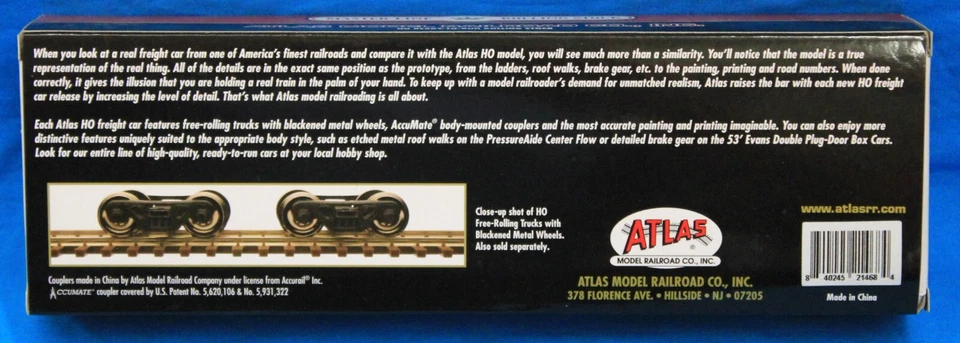 When you look at a real freight car from one of America's finest railroads and compare it with the Atlas HO model, you will see much more than a similarity. You'll notice that the model is a true
representation of the real thing. All of the details are in the exact same position as the prototype, from the ladders, roof walks, brake gear, etc. to the painting, printing and road numbers. When done
correctly, it gives the illusion that you are holding a real train in the palm of your hand. To keep up with a model railroader's demand for unmatched realism, Atlas raises the bar with each new HO freight
car release by increasing the level of detail. That's what Atlas model railroading is all about.
Each Atlas HO freight car features free-rolling trucks with blackened metal wheels, AccuMate® body-mounted couplers and the most accurate painting and printing imaginable. You can also enjoy more
distinctive features uniquely suited to the appropriate body style, such as etched metal roof walks on the PressureAide Center Flow or detailed brake gear on the 53' Evans Double Plug-Door Box Cars.
Look for our entire line of high-quality, ready-to-run cars at your local hobby shop.
Close-up shot of HO
Free-Rolling Trucks with
Blackened Metal Wheels.
Also sold separately.
Couplers made in China by Atlas Model Railroad Company under license from Accurail® Inc.
ACCUMATE™ coupler covered by U.S. Patent No. 5,620,106 & No. 5,931,322
ATLAS
MODEL RAILROAD CO., INC.
ATLAS MODEL RAILROAD CO., INC.
378 FLORENCE AVE. • HILLSIDE • NJ • 07205
www.atlasrr.com
8 40245 21468 4
Made in China